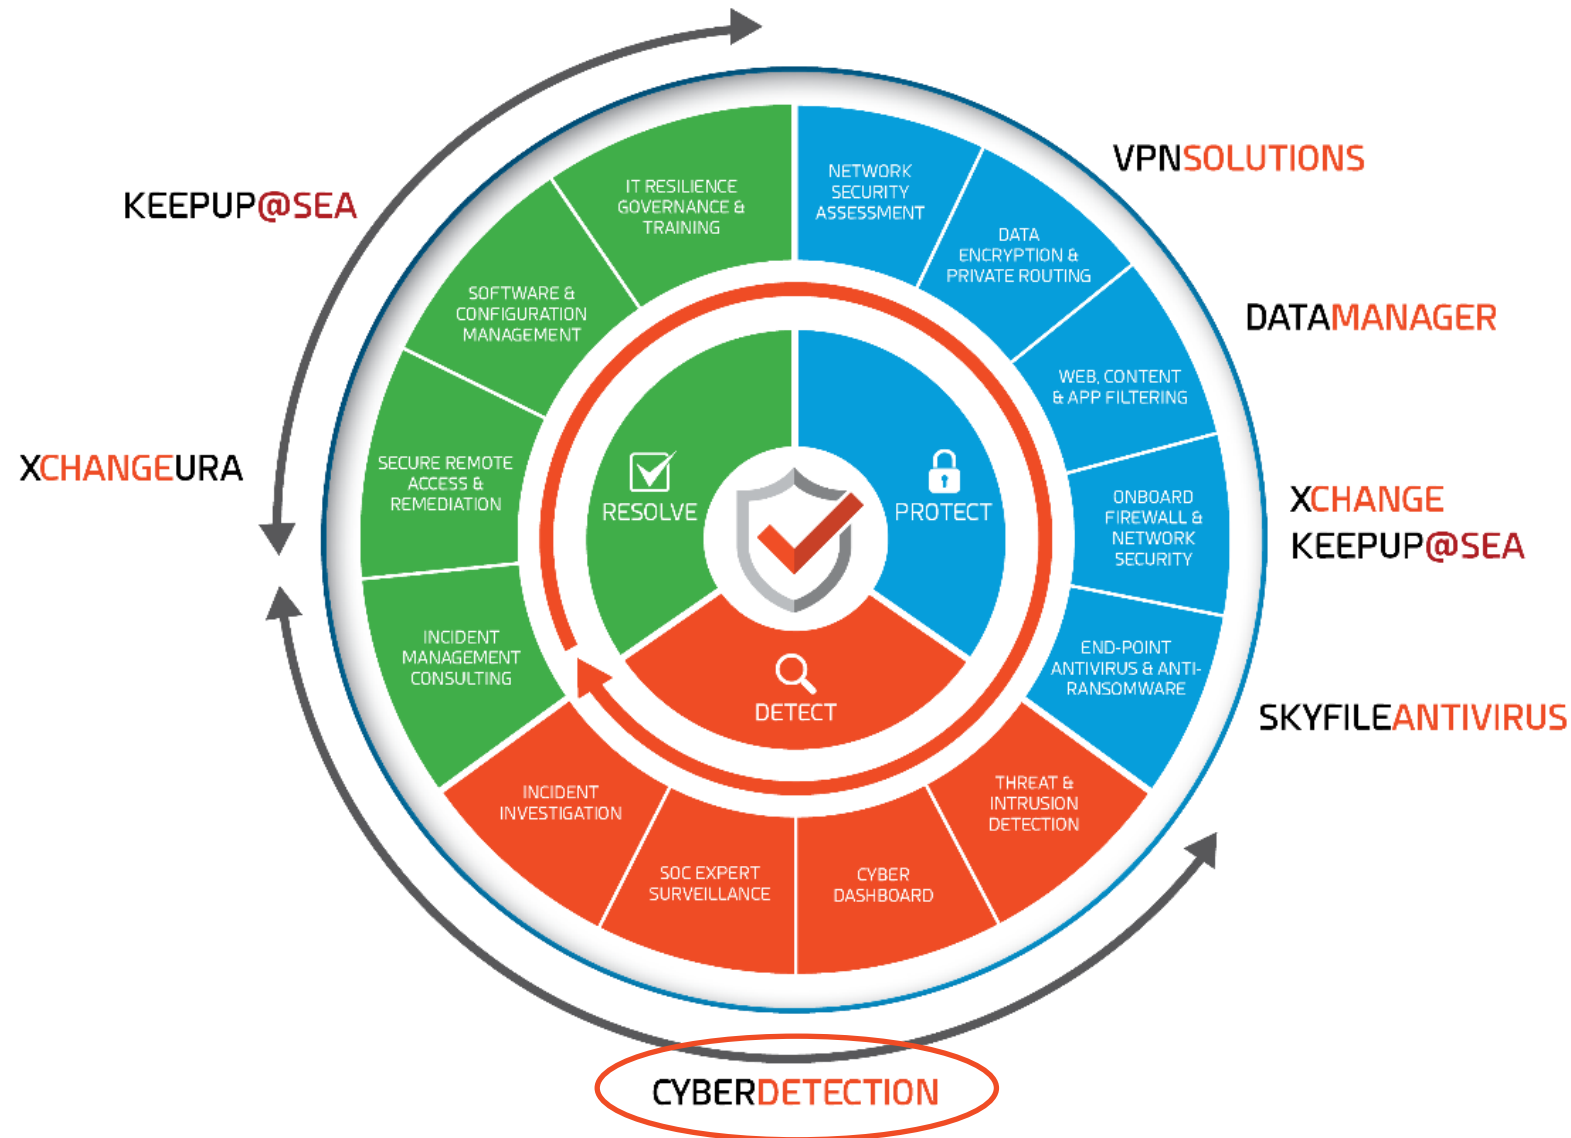 KEEPUP@SEA
XCHANGEURA
VPNSOLUTIONS
DATAMANAGER
XCHANGE
KEEPUP@SEA
SKYFILEANTIVIRUS
CYBERDETECTION
IT RESILIENCE
GOVERNANCE &
TRAINING
SOFTWARE &
CONFIGURATION
MANAGEMENT
SECURE REMOTE
ACCESS &
REMEDIATION
INCIDENT
MANAGEMENT
CONSULTING
NETWORK
SECURITY
ASSESSMENT
DATA
ENCRYPTION &
PRIVATE ROUTING
WEB, CONTENT
& APP FILTERING
ONBOARD
FIREWALL &
NETWORK
SECURITY
END-POINT
ANTIVIRUS & ANTI-
RANSOMWARE
THREAT &
INTRUSION
DETECTION
CYBER
DASHBOARD
SOC EXPERT
SURVEILLANCE
INCIDENT
INVESTIGATION
RESOLVE
PROTECT
DETECT